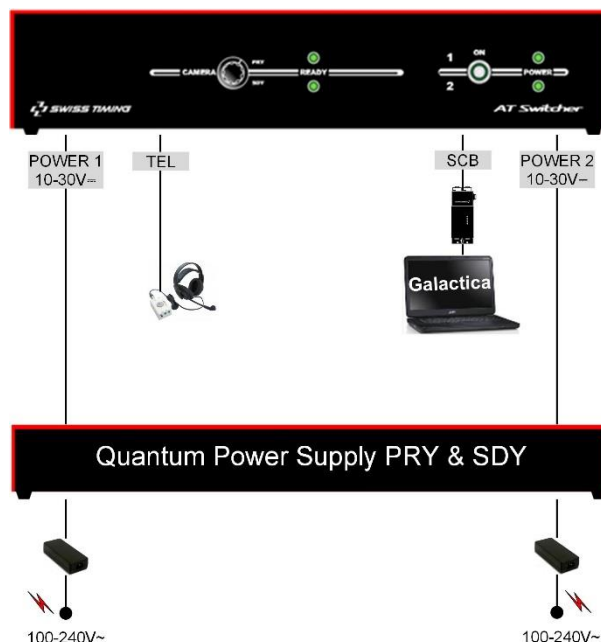 PRY
1
ON
CAMERA
READY
POWER
SDY
2
SWISS TIMING
AT Switcher
POWER 1
10-30V⎓
TEL
SCB
POWER 2
10-30V⎓
Galactica
Quantum Power Supply PRY & SDY
100-240V~
100-240V~